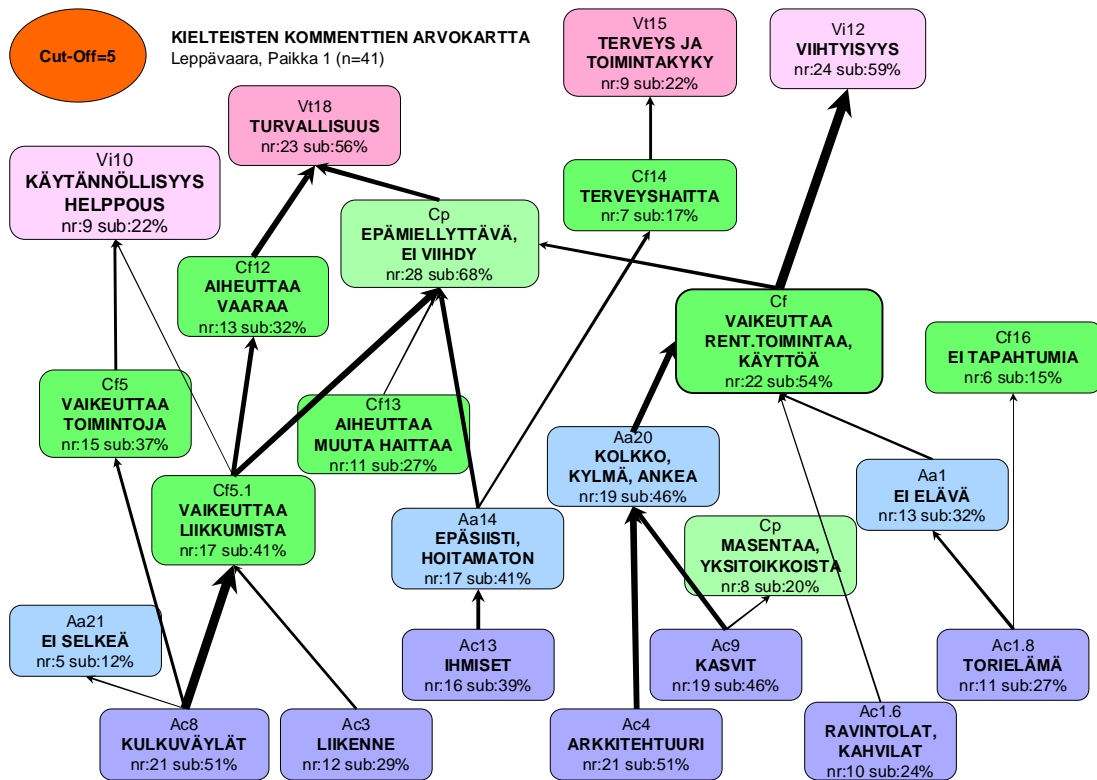 Cut-Off=5
KIELTEISTEN KOMMENTTIEN ARVOKARTTA
Leppävaara, Paikka 1 (n=41)
Vt15
TERVEYS JA
TOIMINTAKYKY
nr:9 sub:22%
Vi12
VIIHTYISYYS
nr:24 sub:59%
Vt18
TURVALLISUUS
nr:23 sub:56%
Vi10
KÄYTÄNNÖLLISYYS
HELPPOUS
nr:9 sub:22%
Cf14
TERVEYSHAITTA
nr:7 sub:17%
Cp
EPÄMIELLYTTÄVÄ,
EI VIIHDY
nr:28 sub:68%
Cf12
AIHEUTTAA
VAARAA
nr:13 sub:32%
Cf
VAIKEUTTAA
RENT.TOIMINTAA,
KÄYTTÖÄ
nr:22 sub:54%
Cf16
EI TAPAHTUMIA
nr:6 sub:15%
Cf5
VAIKEUTTAA
TOIMINTOJA
nr:15 sub:37%
Cf13
AIHEUTTAA
MUUTA HAITTAA
nr:11 sub:27%
Aa20
KOLKKO,
KYLMÄ, ANKEA
nr:19 sub:46%
Aa1
EI ELÄVÄ
nr:13 sub:32%
Cf5.1
VAIKEUTTAA
LIIKKUMISTA
nr:17 sub:41%
Aa14
EPÄSIISTI,
HOITAMATON
nr:17 sub:41%
Cp
MASENTAA,
YKSITOIKKOISTA
nr:8 sub:20%
Aa21
EI SELKEÄ
nr:5 sub:12%
Ac13
IHMISET
nr:16 sub:39%
Ac9
KASVIT
nr:19 sub:46%
Ac1.8
TORIELÄMÄ
nr:11 sub:27%
Ac8
KULKUVÄYLÄT
nr:21 sub:51%
Ac3
LIIKENNE
nr:12 sub:29%
Ac4
ARKKITEHTUURI
nr:21 sub:51%
Ac1.6
RAVINTOLAT,
KAHVILAT
nr:10 sub:24%